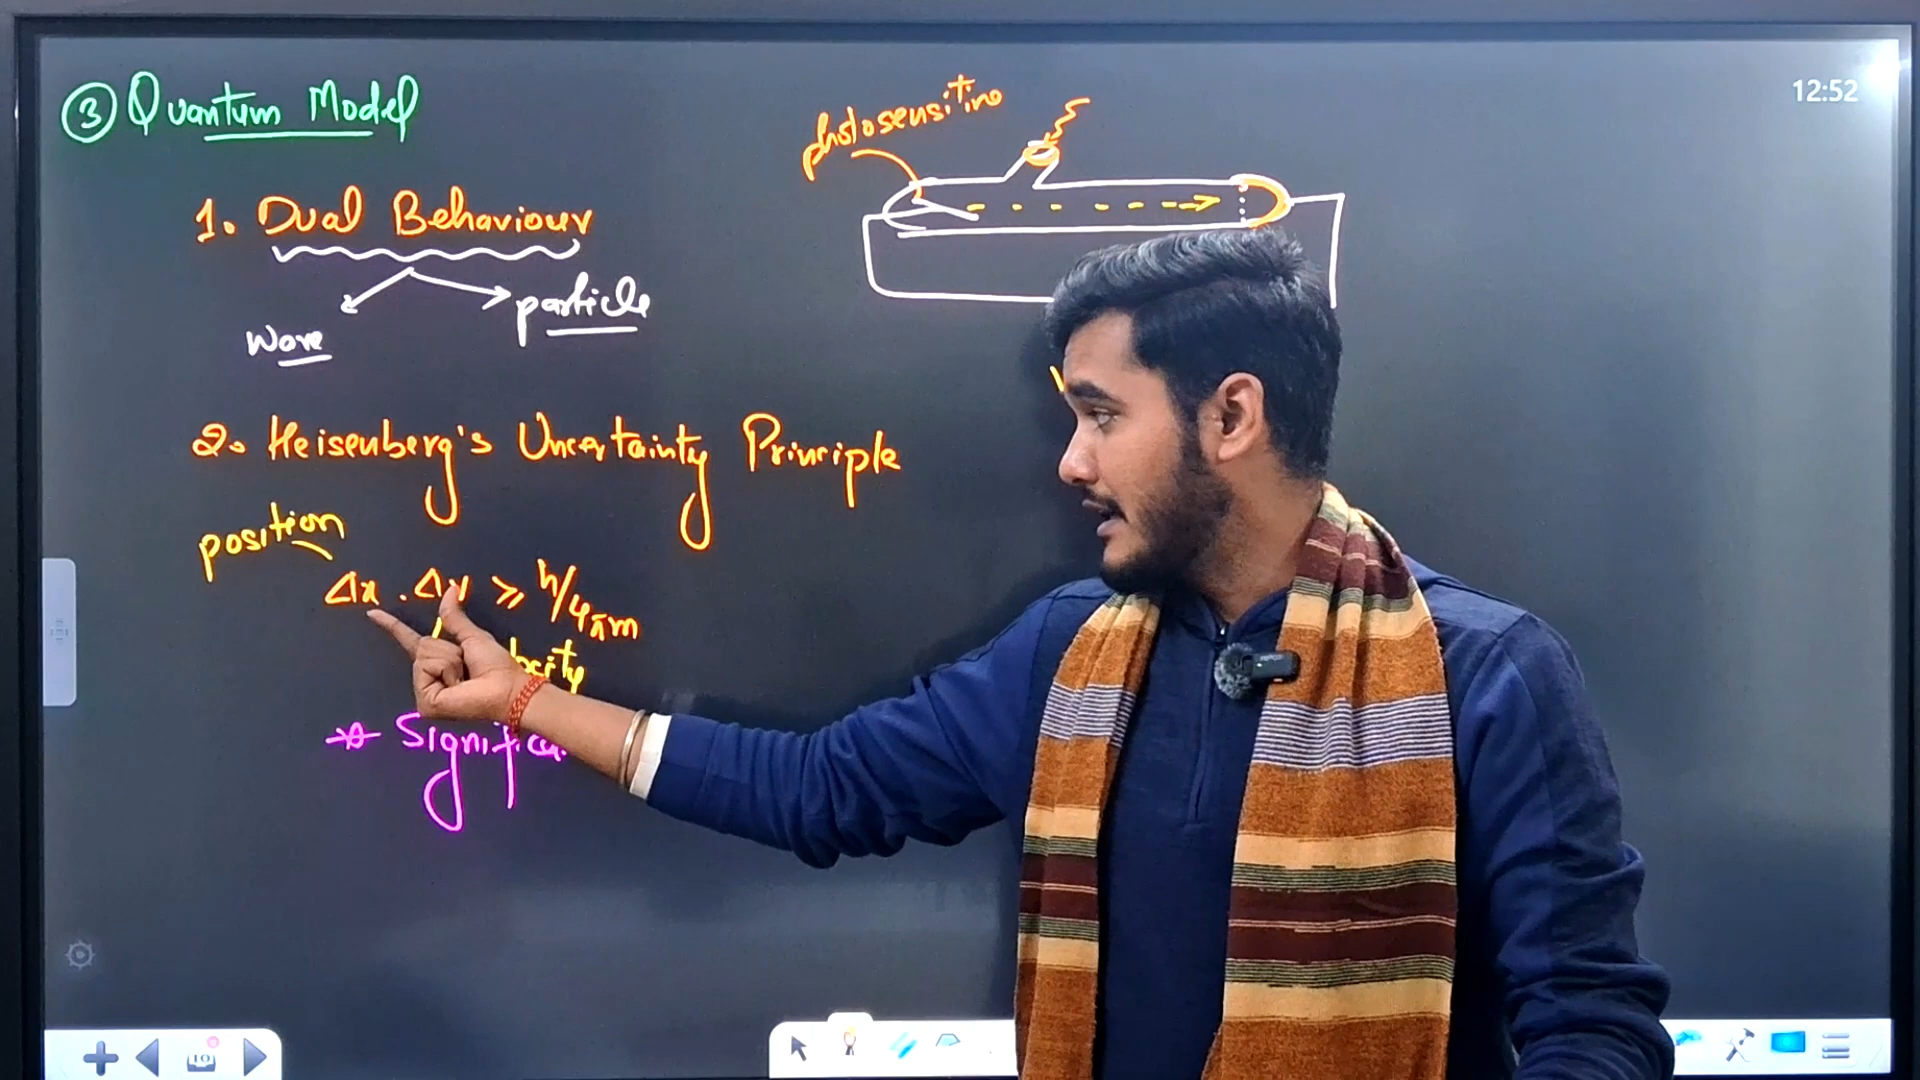 ③ Quantum Model
12:52
photosensitive
1. Dual Behaviour
wave
particle
2. Heisenberg's Uncertainty Principle
position
Δx . Δv ≥ h/4πm